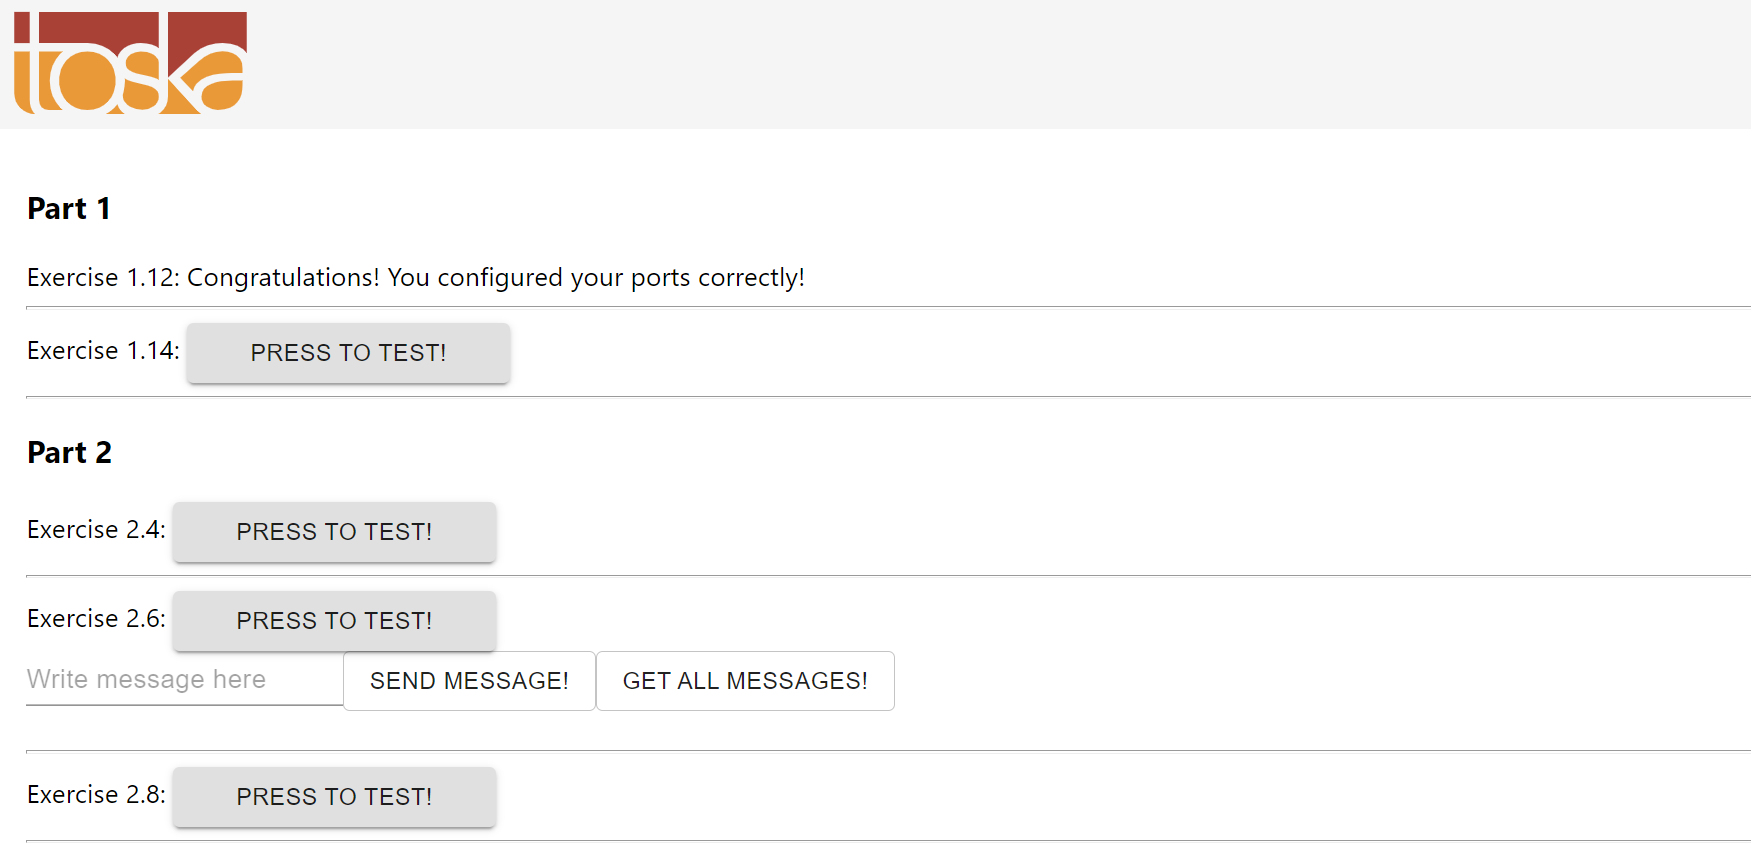 toska
Part 1
Exercise 1.12: Congratulations! You configured your ports correctly!
Exercise 1.14: PRESS TO TEST!
Part 2
Exercise 2.4: PRESS TO TEST!
Exercise 2.6: PRESS TO TEST!
Write message here SEND MESSAGE! GET ALL MESSAGES!
Exercise 2.8: PRESS TO TEST!